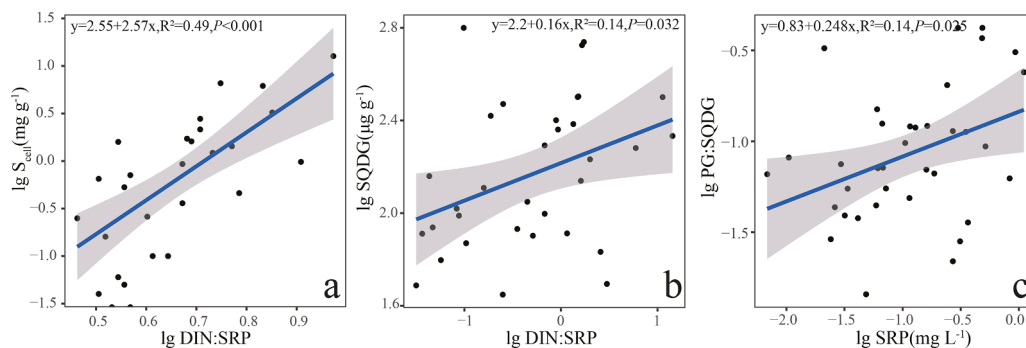 y=2.55+2.57x,R²=0.49,P<0.001
lg S_cell(mg g⁻¹)
1.5
1.0
0.5
0.0
−0.5
−1.0
−1.5
0.5
0.6
0.7
0.8
0.9
lg DIN:SRP
a
y=2.2+0.16x,R²=0.14,P=0.032
lg SQDG(μg g⁻¹)
2.8
2.4
2.0
1.6
−1
0
1
lg DIN:SRP
b
y=0.83+0.248x,R²=0.14,P=0.025
lg PG:SQDG
−0.5
−1.0
−1.5
−2.0
−1.5
−1.0
−0.5
0.0
lg SRP(mg L⁻¹)
c